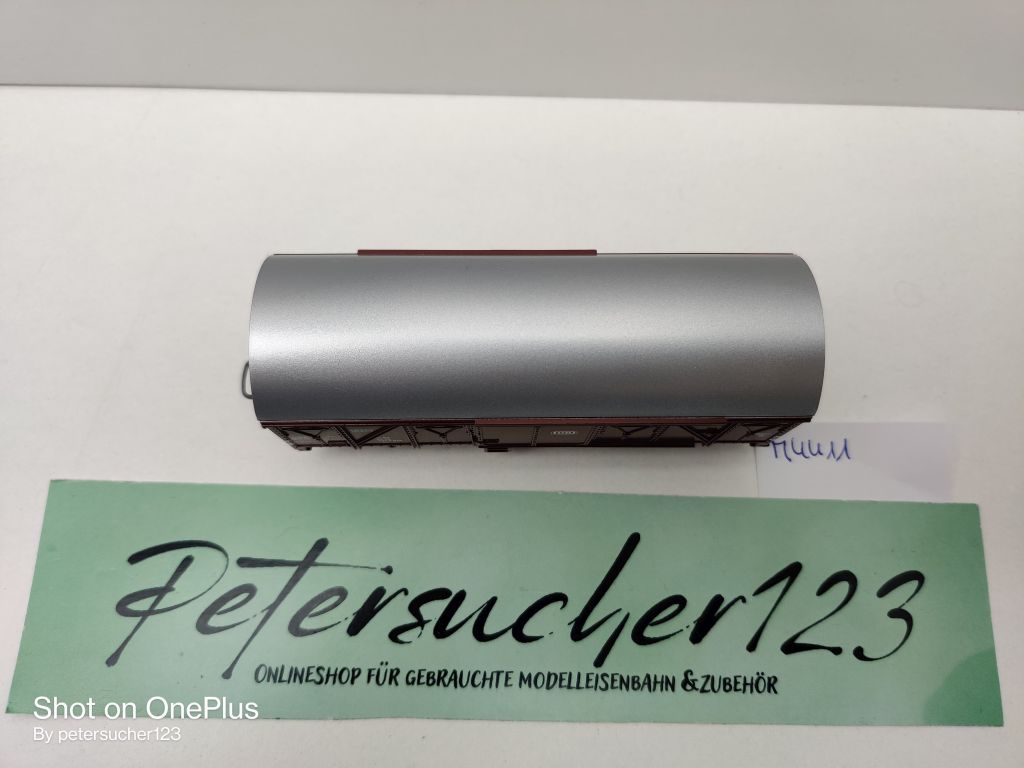 M4411
Petersucher123
ONLINESHOP FÜR GEBRAUCHTE MODELLEISENBAHN & ZUBEHÖR
Shot on OnePlus
By petersucher123